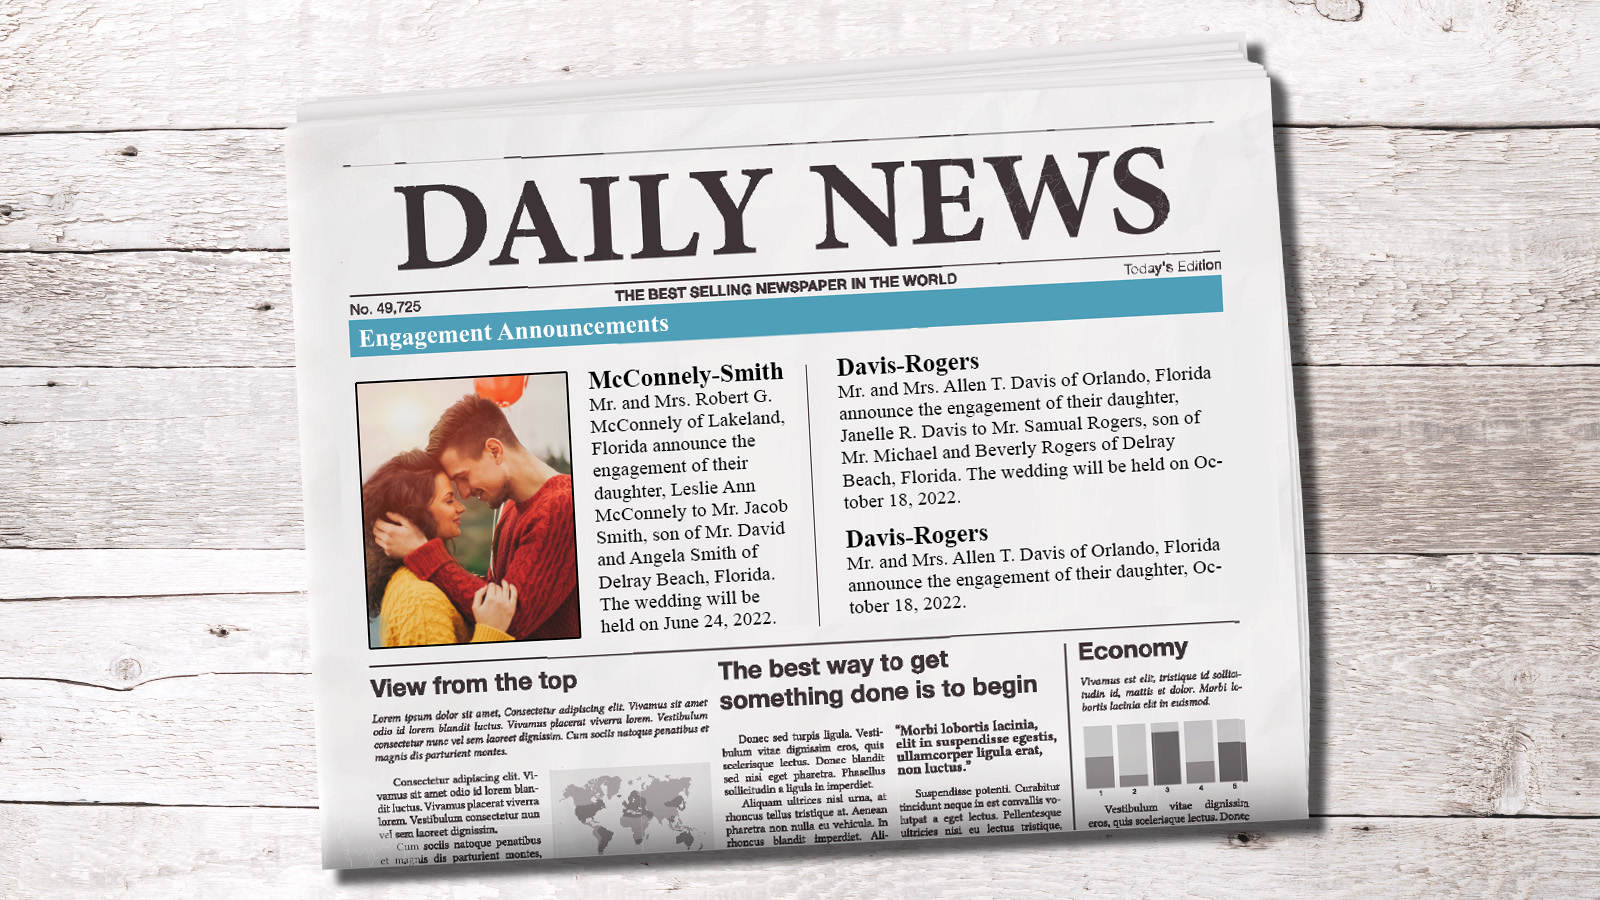 DAILY NEWS
No. 49,725
THE BEST SELLING NEWSPAPER IN THE WORLD
Today's Edition
Engagement Announcements
McConnely-Smith
Mr. and Mrs. Robert G.
McConnely of Lakeland,
Florida announce the
engagement of their
daughter, Leslie Ann
McConnely to Mr. Jacob
Smith, son of Mr. David
and Angela Smith of
Delray Beach, Florida.
The wedding will be
held on June 24, 2022.
Davis-Rogers
Mr. and Mrs. Allen T. Davis of Orlando, Florida
announce the engagement of their daughter,
Janelle R. Davis to Mr. Samual Rogers, son of
Mr. Michael and Beverly Rogers of Delray
Beach, Florida. The wedding will be held on Oc-
tober 18, 2022.
Davis-Rogers
Mr. and Mrs. Allen T. Davis of Orlando, Florida
announce the engagement of their daughter, Oc-
tober 18, 2022.
View from the top
Lorem ipsum dolor sit amet, Consectetur adipiscing elit. Vivamus sit amet
odio id lorem blandit luctus. Vivamus placerat viverra lorem. Vestibulum
consectetur nunc vel sem laoreet dignissim. Cum sociis natoque penatibus et
magnis dis parturient montes.
Consectetur adipiscing elit. Vi-
vamus sit amet odio id lorem blan-
dit luctus. Vivamus placerat viverra
lorem. Vestibulum consectetur nun
vel sem laoreet dignissim.
Cum sociis natoque penatibus
et magnis dis parturient montes,
The best way to get
something done is to begin
Donec sed turpis ligula. Vesti-
bulum vitae dignissim eros, quis
scelerisque lectus. Donec blandit
sed nisi eget pharetra. Phasellus
sollicitudin a ligula in imperdiet.
Aliquam ultrices nisl urna, at
rhoncus tellus tristique at. Aenean
pharetra non nulla eu vehicula. In
rhoncus blandit imperdiet. Ali-
"Morbi lobortis lacinia,
elit in suspendisse egestis,
ullamcorper ligula erat,
non luctus."
Suspendisse potenti. Curabitur
tincidunt neque in est convallis vo-
lutpat a eget lectus. Pellentesque
ultricies nisi eu lectus tristique,
Economy
Vivamus est elit, tristique id sollici-
tudin id, mattis et dolor. Morbi lo-
bortis lacinia elit in euismod.
1 2 3 4 5
Vestibulum vitae dignissim
eros, quis scelerisque lectus. Donec